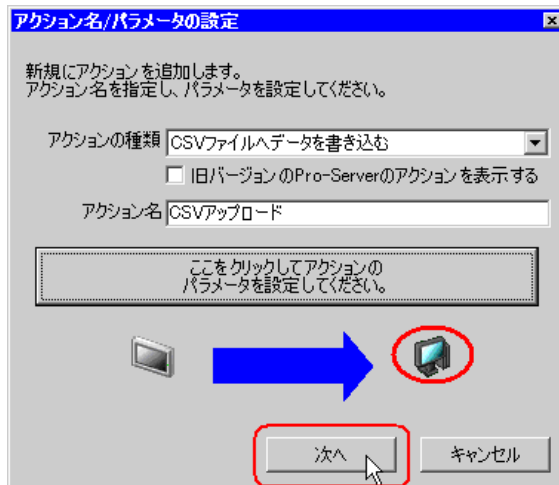 アクション名/パラメータの設定
新規にアクションを追加します。
アクション名を指定し、パラメータを設定してください。
アクションの種類 CSVファイルへデータを書き込む
旧バージョンのPro-Serverのアクションを表示する
アクション名 CSVアップロード
ここをクリックしてアクションの
パラメータを設定してください。
次へ キャンセル